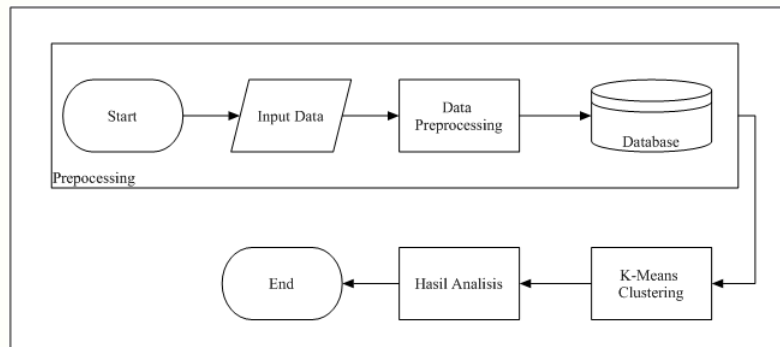 Start
Input Data
Data
Preprocessing
Database
Prepocessing
K-Means
Clustering
Hasil Analisis
End